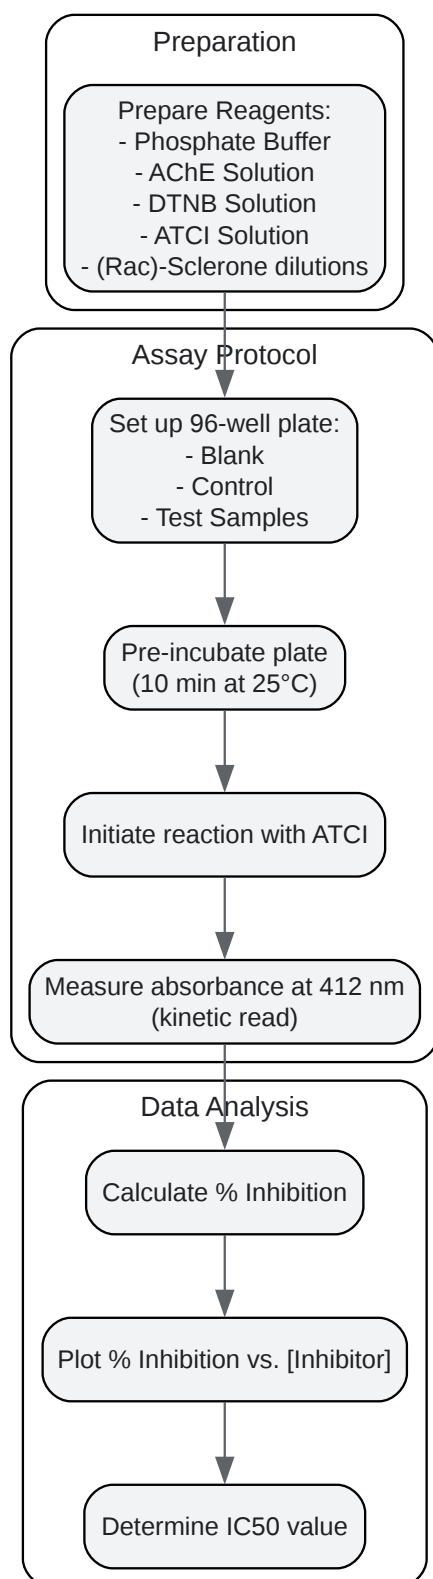 Preparation
Prepare Reagents:
- Phosphate Buffer
- AChE Solution
- DTNB Solution
- ATCI Solution
- (Rac)-Sclerone dilutions
Assay Protocol
Set up 96-well plate:
- Blank
- Control
- Test Samples
Pre-incubate plate
(10 min at 25°C)
Initiate reaction with ATCI
Measure absorbance at 412 nm
(kinetic read)
Data Analysis
Calculate % Inhibition
Plot % Inhibition vs. [Inhibitor]
Determine IC50 value